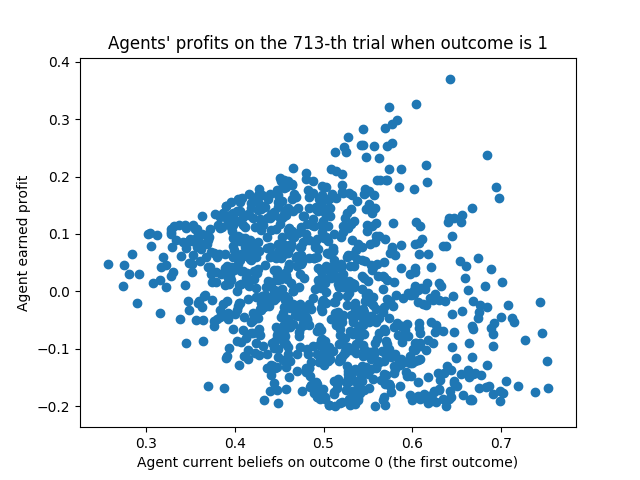 Agents' profits on the 713-th trial when outcome is 1
0.4
0.3
0.2
0.1
0.0
−0.1
−0.2
Agent earned profit
0.3 0.4 0.5 0.6 0.7
Agent current beliefs on outcome 0 (the first outcome)